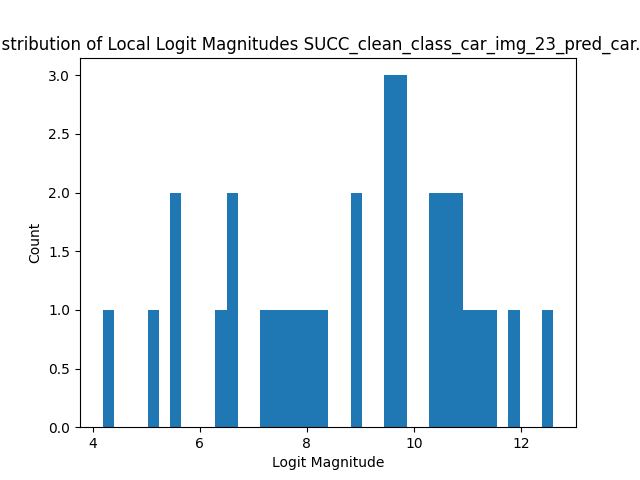 stribution of Local Logit Magnitudes SUCC_clean_class_car_img_23_pred_car.
3.0
2.5
2.0
1.5
1.0
0.5
0.0
Count
4 6 8 10 12
Logit Magnitude